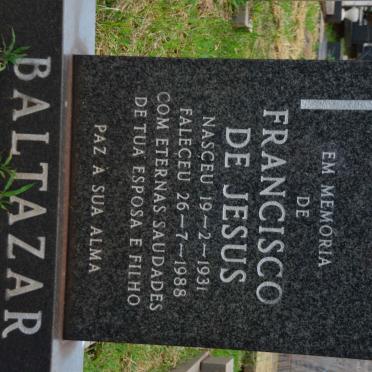 EM MEMÓRIA
DE
FRANCISCO
DE JESUS
NASCEU 19-2-1931
FALECEU 26-7-1988
COM ETERNAS SAUDADES
DE TUA ESPOSA E FILHO
PAZ À SUA ALMA
BALTAZAR